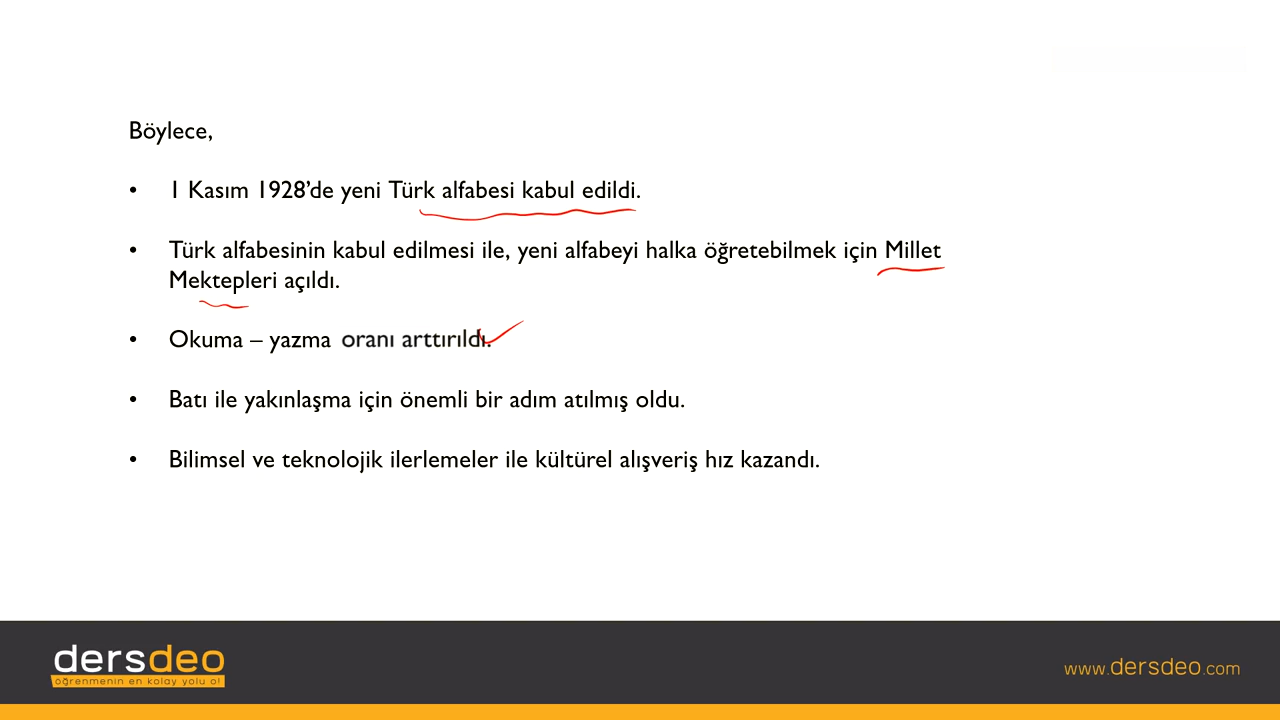 Böylece,
• 1 Kasım 1928’de yeni Türk alfabesi kabul edildi.
• Türk alfabesinin kabul edilmesi ile, yeni alfabeyi halka öğretebilmek için Millet
Mektepleri açıldı.
• Okuma – yazma oranı arttırıldı.
• Batı ile yakınlaşma için önemli bir adım atılmış oldu.
• Bilimsel ve teknolojik ilerlemeler ile kültürel alışveriş hız kazandı.
dersdeo
öğrenmenin en kolay yolu o!
www.dersdeo.com